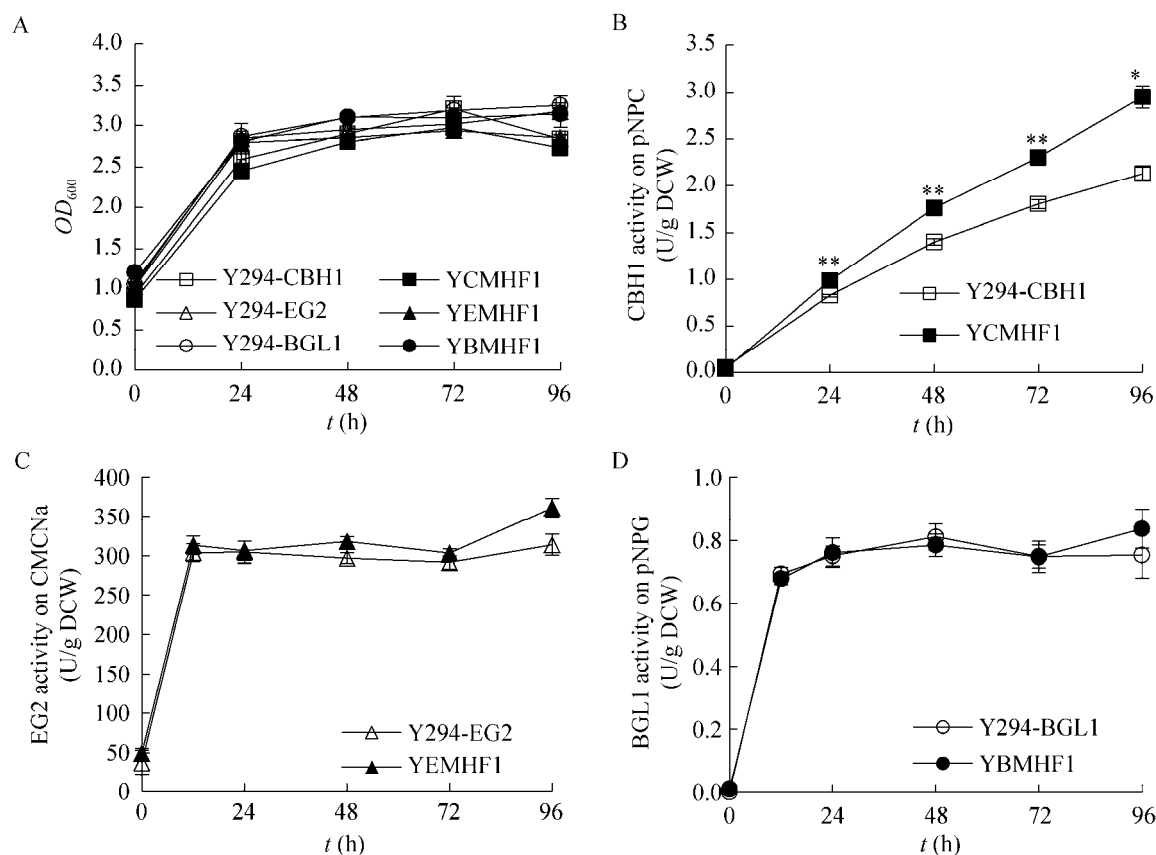 A
OD600
4.0
3.5
3.0
2.5
2.0
1.5
1.0
0.5
0.0
0 24 48 72 96
t (h)
Y294-CBH1
Y294-EG2
Y294-BGL1
YCMHF1
YEMHF1
YBMHF1
B
CBH1 activity on pNPC
(U/g DCW)
3.5
3.0
2.5
2.0
1.5
1.0
0.5
0.0
** ** ** *
Y294-CBH1
YCMHF1
0 24 48 72 96
t (h)
C
EG2 activity on CMCNa
(U/g DCW)
400
350
300
250
200
150
100
50
0
Y294-EG2
YEMHF1
0 24 48 72 96
t (h)
D
BGL1 activity on pNPG
(U/g DCW)
1.0
0.8
0.6
0.4
0.2
0.0
Y294-BGL1
YBMHF1
0 24 48 72 96
t (h)